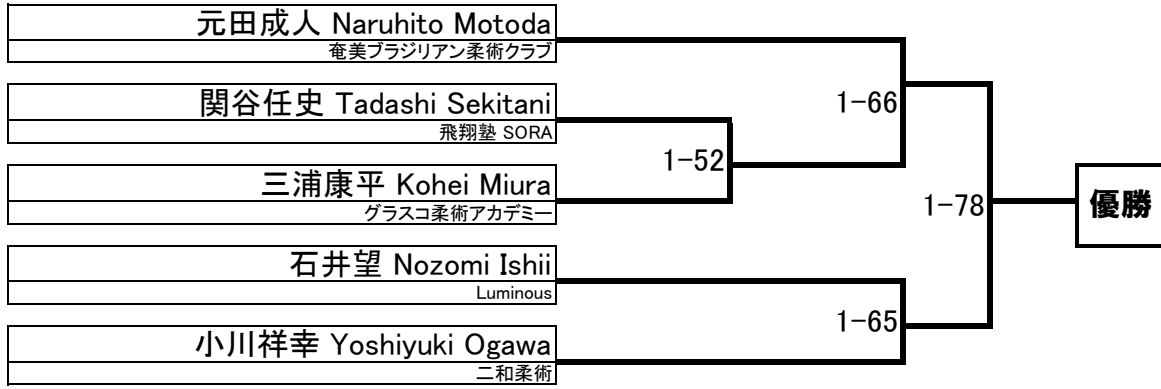 元田成人 Naruhito Motoda
奄美ブラジリアン柔術クラブ
関谷任史 Tadashi Sekitani
飛翔塾 SORA
三浦康平 Kohei Miura
グラスコ柔術アカデミー
石井望 Nozomi Ishii
Luminous
小川祥幸 Yoshiyuki Ogawa
二和柔術
1-52
1-66
1-65
1-78
優勝